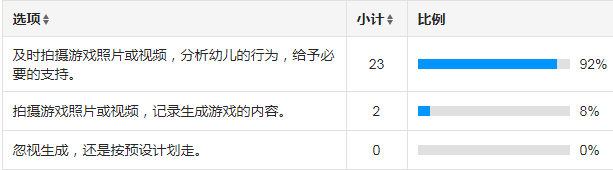 选项 小计 比例
及时拍摄游戏照片或视频，分析幼儿的行为，给予必
要的支持。 23 92%
拍摄游戏照片或视频，记录生成游戏的内容。 2 8%
忽视生成，还是按预设计划走。 0 0%